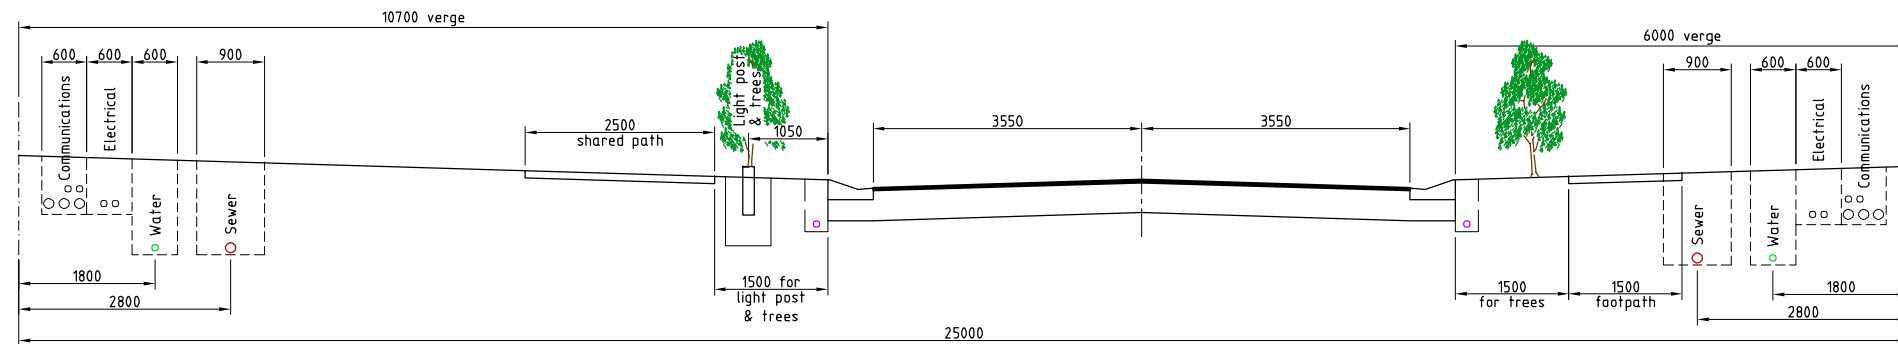 10700 verge
6000 verge
600
600
600
900
900
600
600
Communications
Electrical
Light post
& trees
2500
shared path
1050
3550
3550
Electrical
Communications
Water
Sewer
Sewer
Water
1800
2800
1500 for
light post
& trees
1500
for trees
1500
footpath
1800
2800
25000